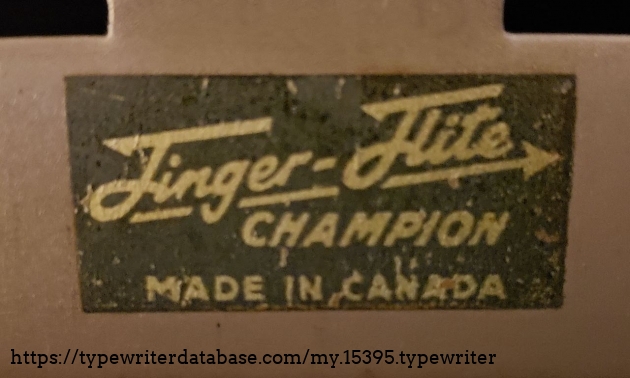 Finger-Flite
CHAMPION
MADE IN CANADA
https://typewriterdatabase.com/my.15395.typewriter